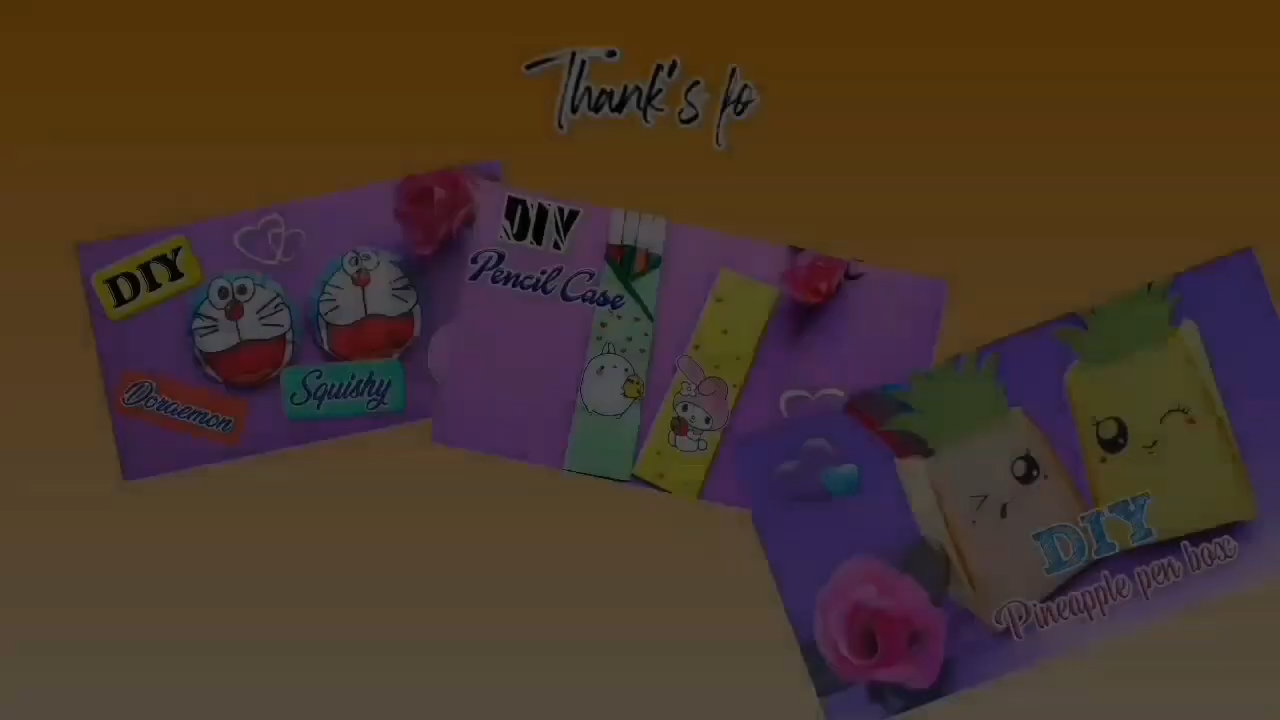 Thank's fo
DIY
Doraemon
Squishy
DIY
Pencil Case
DIY
Pineapple pen box